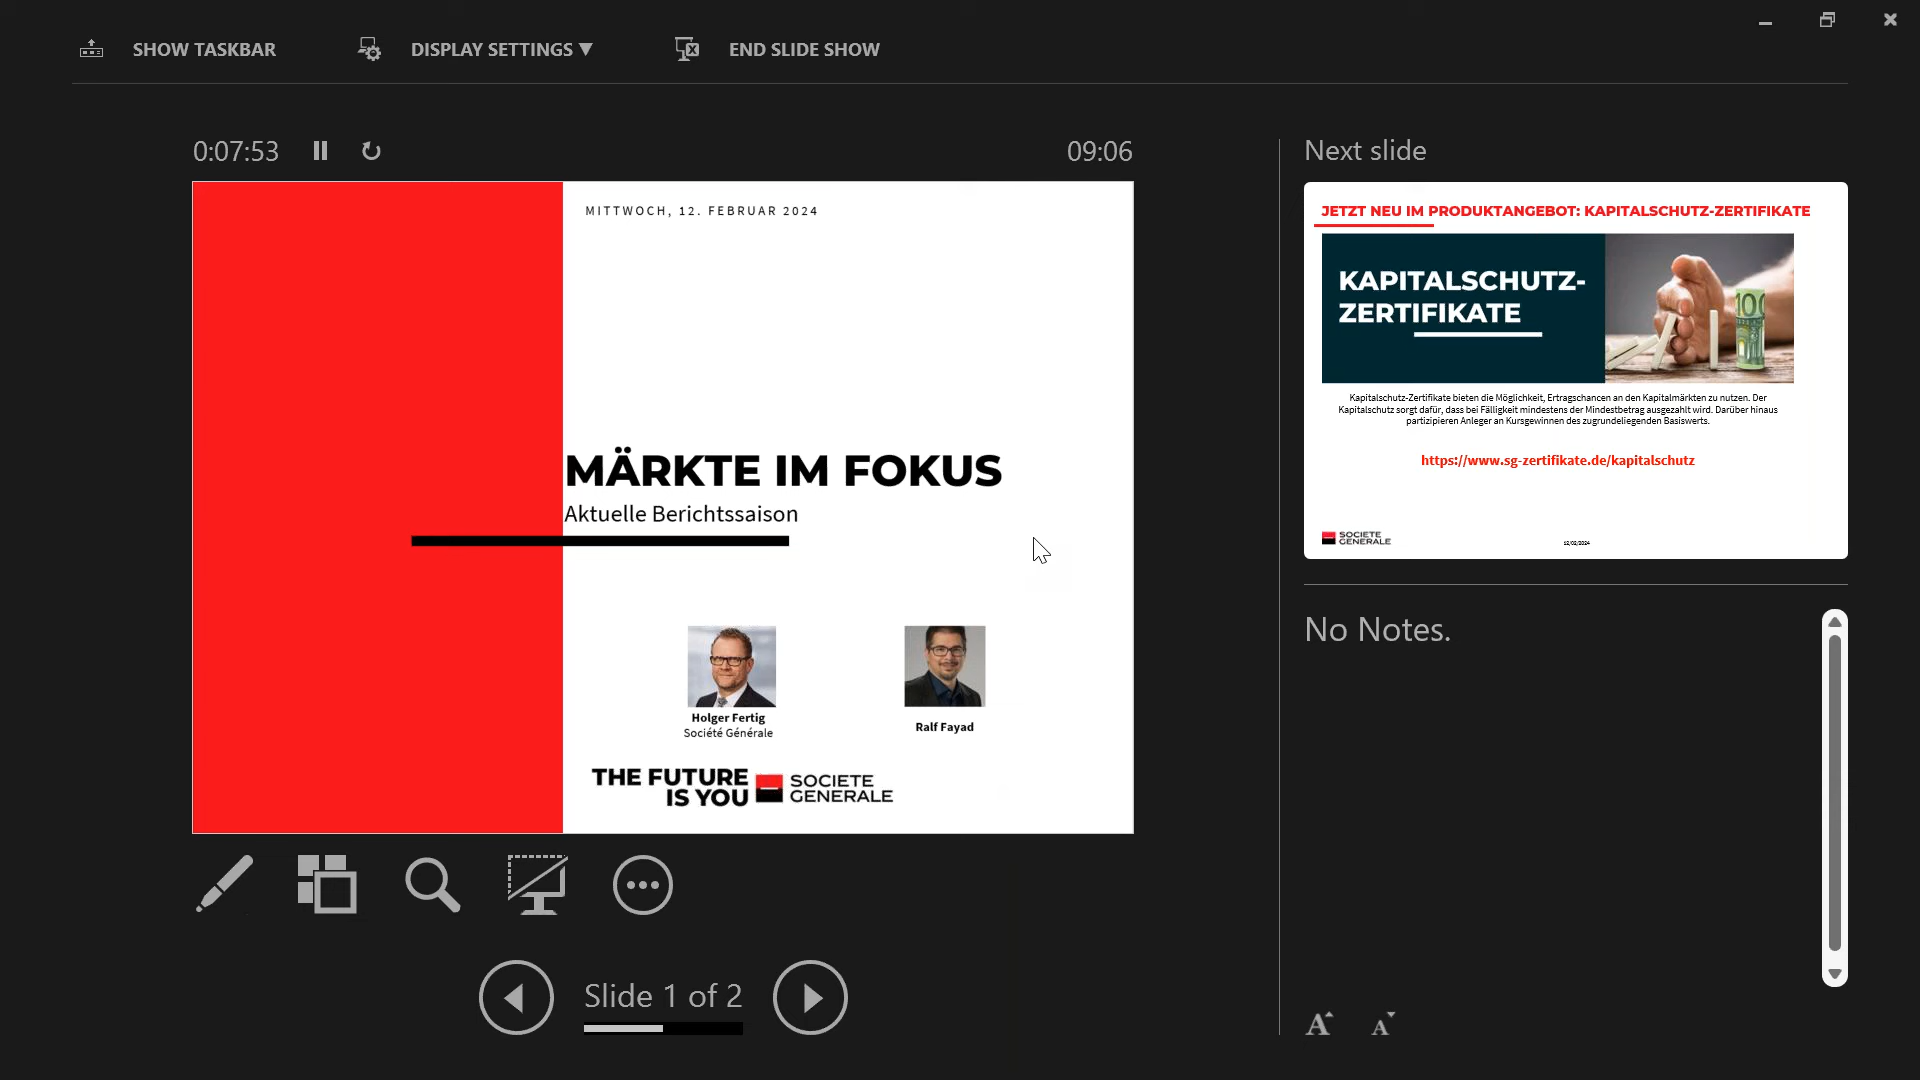 SHOW TASKBAR
DISPLAY SETTINGS ▼
END SLIDE SHOW
0:07:53
09:06
MITTWOCH, 12. FEBRUAR 2024
MÄRKTE IM FOKUS
Aktuelle Berichtssaison
Holger Fertig
Société Générale
Ralf Fayad
THE FUTURE
IS YOU
SOCIETE
GENERALE
Slide 1 of 2
Next slide
JETZT NEU IM PRODUKTANGEBOT: KAPITALSCHUTZ-ZERTIFIKATE
KAPITALSCHUTZ-
ZERTIFIKATE
100
Kapitalschutz-Zertifikate bieten die Möglichkeit, Ertragschancen an den Kapitalmärkten zu nutzen. Der
Kapitalschutz sorgt dafür, dass bei Fälligkeit mindestens der Mindestbetrag ausgezahlt wird. Darüber hinaus
partizipieren Anleger an Kursgewinnen des zugrundeliegenden Basiswerts.
https://www.sg-zertifikate.de/kapitalschutz
SOCIETE
GENERALE
12/02/2024
No Notes.
A A